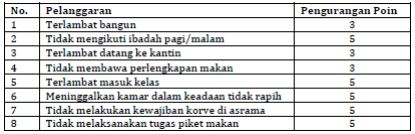 No. Pelanggaran Pengurangan Poin
1 Terlambat bangun 3
2 Tidak mengikuti ibadah pagi/malam 5
3 Terlambat datang ke kantin 3
4 Tidak membawa perlengkapan makan 3
5 Terlambat masuk kelas 5
6 Meninggalkan kamar dalam keadaan tidak rapih 5
7 Tidak melakukan kewajiban korve di asrama 5
8 Tidak melaksanakan tugas piket makan 5